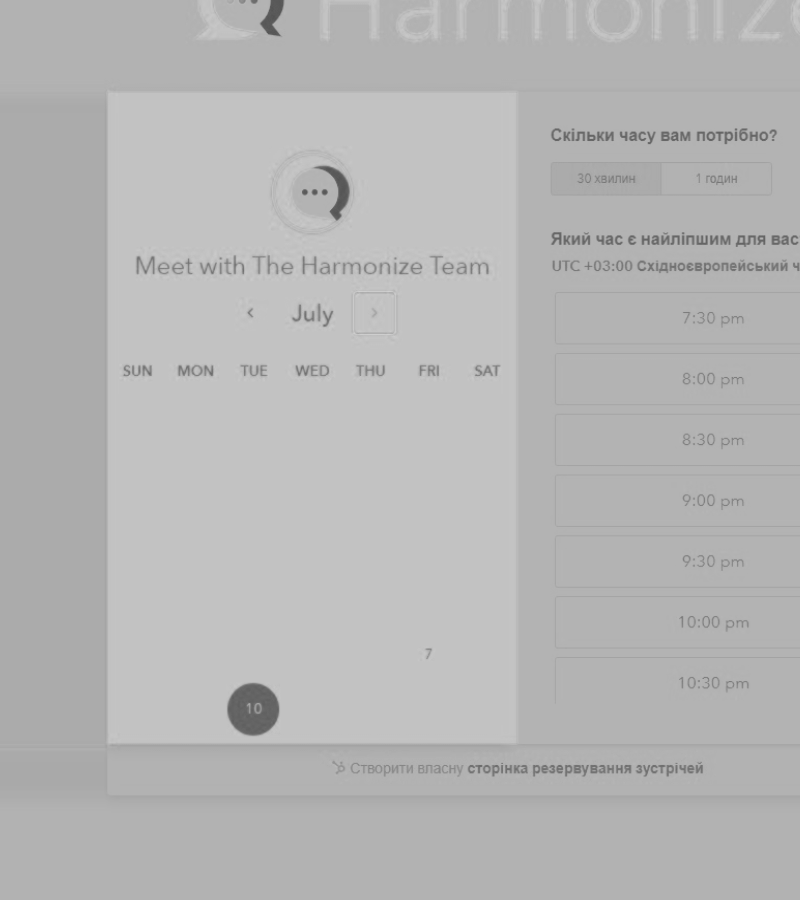 Harmonize
Meet with The Harmonize Team
July
SUN MON TUE WED THU FRI SAT
7
10
Скільки часу вам потрібно?
30 хвилин 1 годин
Який час є найліпшим для вас
UTC +03:00 Східноєвропейський ч
7:30 pm
8:00 pm
8:30 pm
9:00 pm
9:30 pm
10:00 pm
10:30 pm
Створити власну сторінка резервування зустрічей